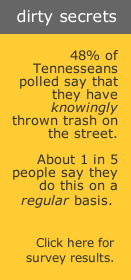 dirty secrets
48% of
Tennesseans
polled say that
they have
knowingly
thrown trash on
the street.
About 1 in 5
people say they
do this on a
regular basis.
Click here for
survey results.